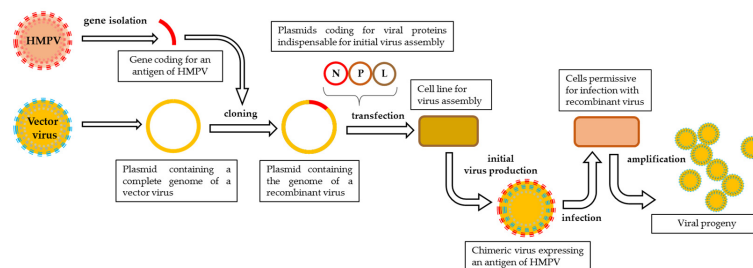 gene isolation
HMPV
Gene coding for an
antigen of HMPV
Plasmids coding for viral proteins
indispensable for initial virus assembly
N P L
Cell line for
virus assembly
Cells permissive
for infection with
recombinant virus
Vector
virus
cloning
transfection
Plasmid containing a
complete genome of a
vector virus
Plasmid containing
the genome of a
recombinant virus
initial
virus production
infection
amplification
Chimeric virus expressing
an antigen of HMPV
Viral progeny